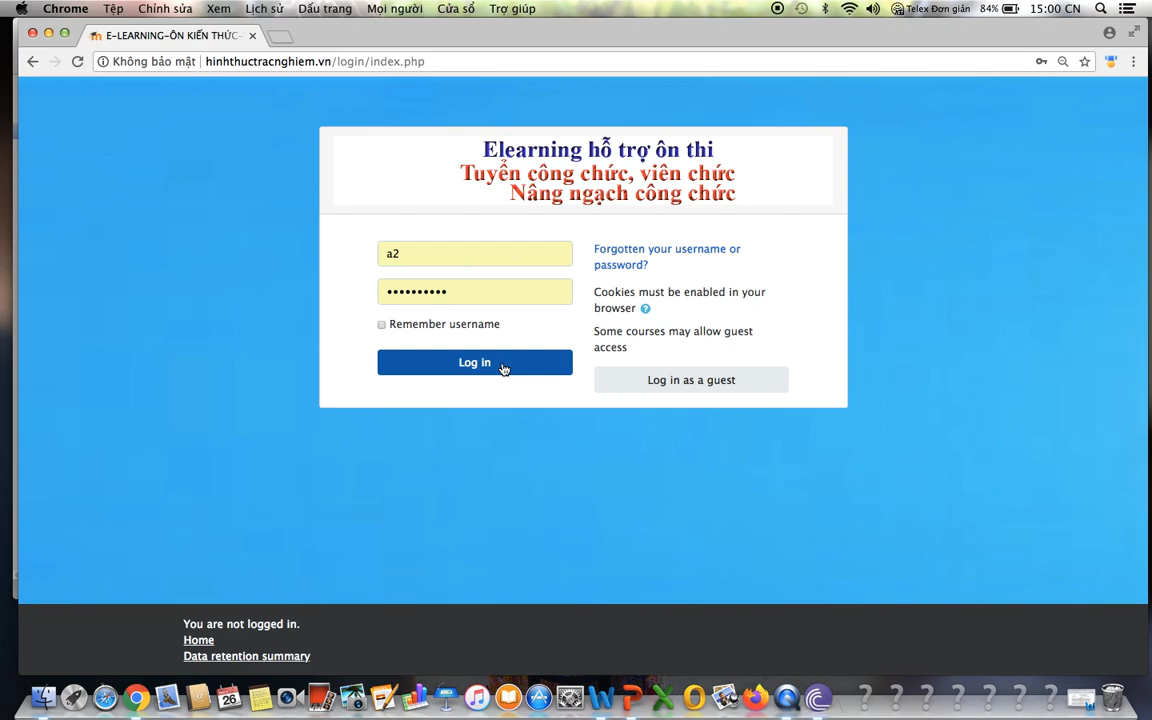 Chrome Tệp Chỉnh sửa Xem Lịch sử Dấu trang Mọi người Cửa sổ Trợ giúp Telex Đơn giản 84% 15:00 CN
E-LEARNING-ÔN KIẾN THỨC-
Không bảo mật hinhthuctracnghiem.vn/login/index.php
Elearning hỗ trợ ôn thi
Tuyển công chức, viên chức
Nâng ngạch công chức
a2
Remember username
Log in
Forgotten your username or
password?
Cookies must be enabled in your
browser ?
Some courses may allow guest
access
Log in as a guest
You are not logged in.
Home
Data retention summary
26